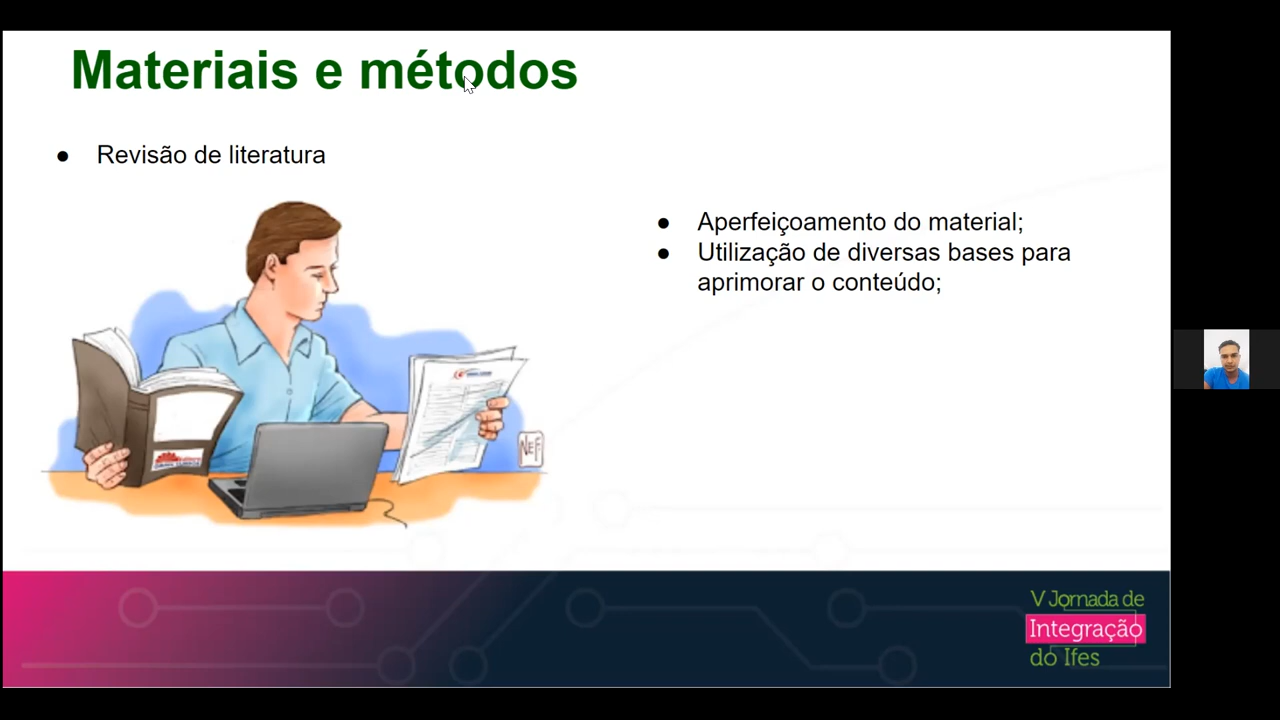 Materiais e métodos
● Revisão de literatura
● Aperfeiçoamento do material;
● Utilização de diversas bases para
aprimorar o conteúdo;
NEF
V Jornada de
Integração
do Ifes